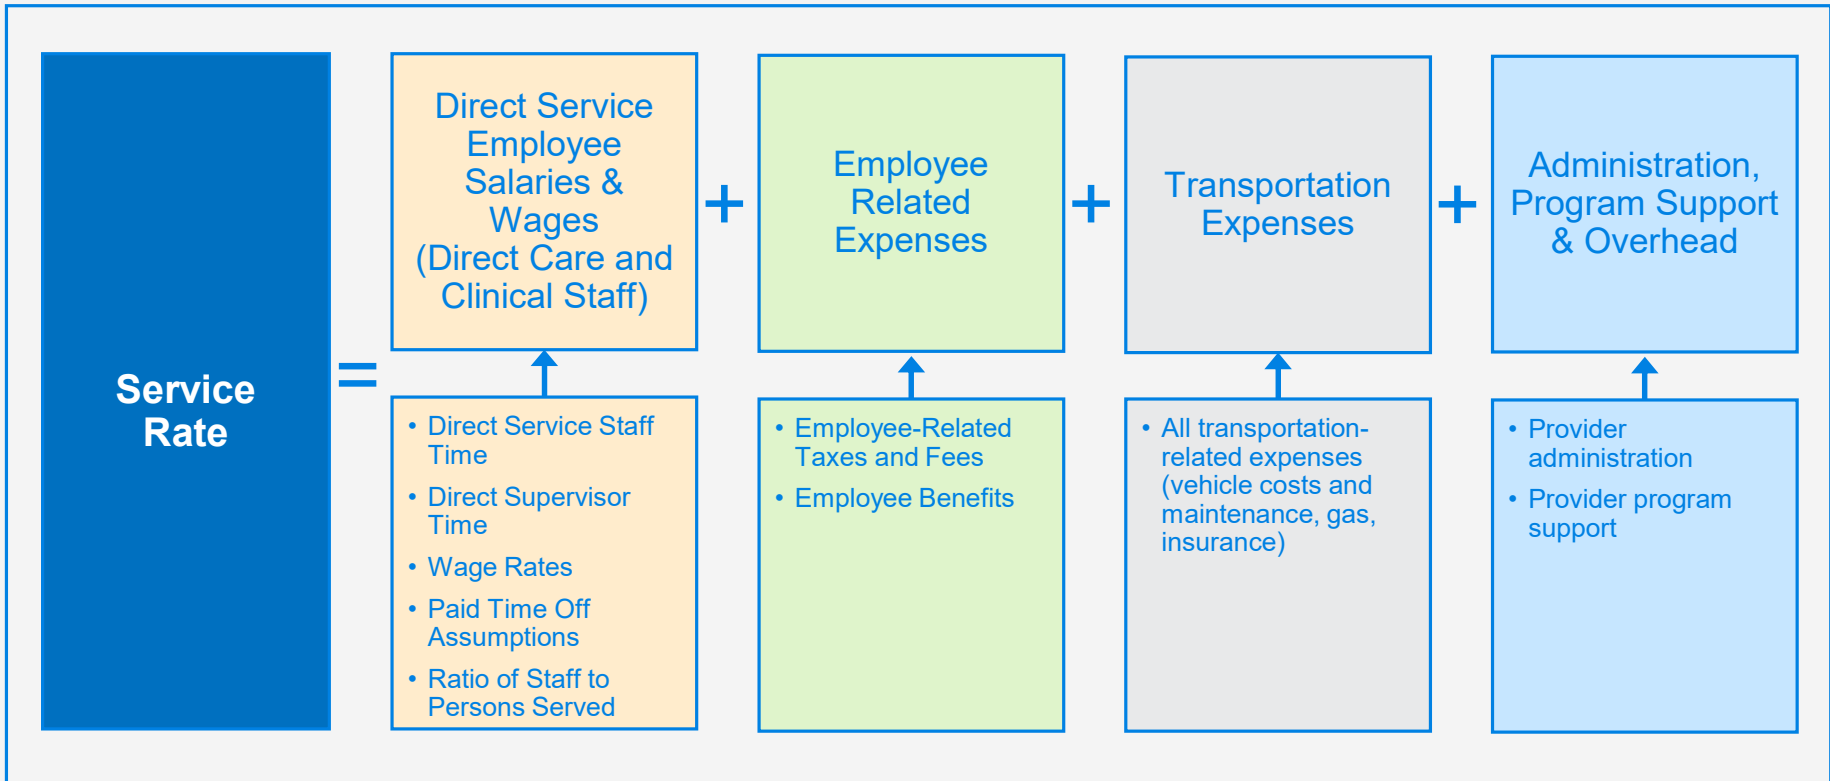 Service
Rate
=
Direct Service
Employee
Salaries &
Wages
(Direct Care and
Clinical Staff)
+
Employee
Related
Expenses
+
Transportation
Expenses
+
Administration,
Program Support
& Overhead
• Direct Service Staff
Time
• Direct Supervisor
Time
• Wage Rates
• Paid Time Off
Assumptions
• Ratio of Staff to
Persons Served
• Employee-Related
Taxes and Fees
• Employee Benefits
• All transportation-
related expenses
(vehicle costs and
maintenance, gas,
insurance)
• Provider
administration
• Provider program
support